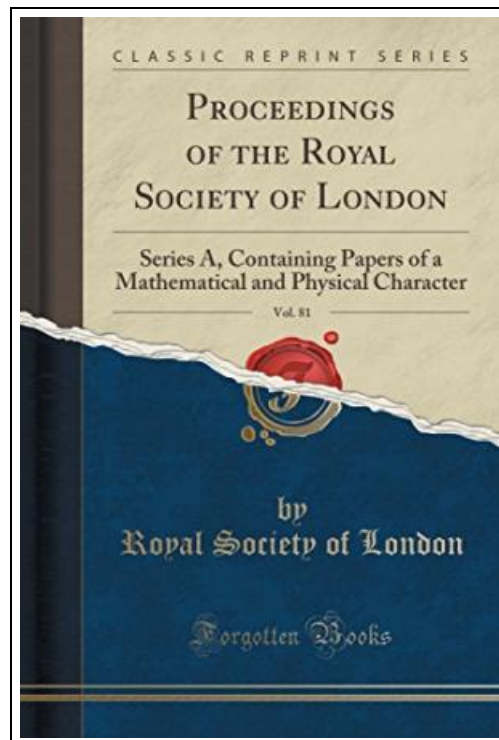 CLASSIC REPRINT SERIES
PROCEEDINGS
OF THE ROYAL
SOCIETY OF LONDON
Series A, Containing Papers of a
Mathematical and Physical Character
Vol. 81
F
by
Royal Society of London
Forgotten Books